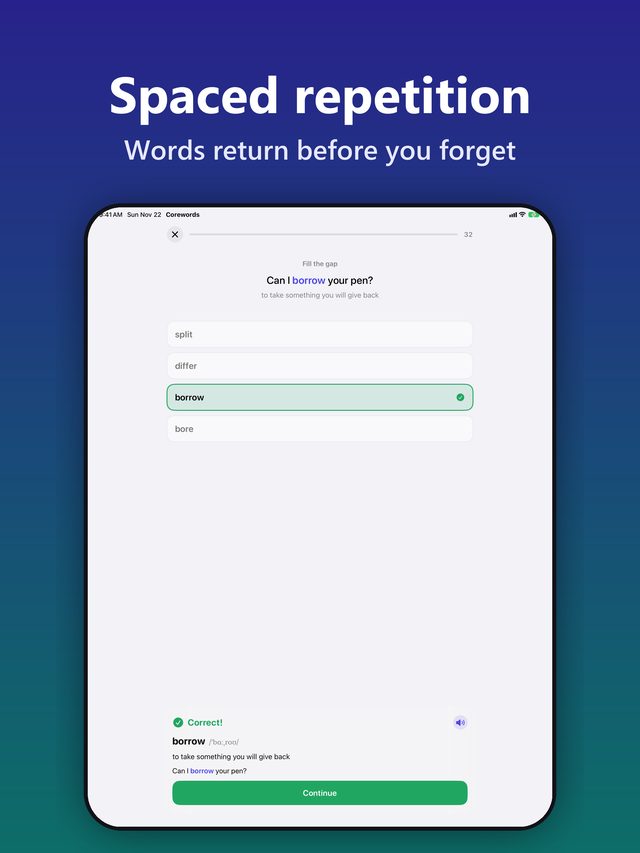 Spaced repetition
Words return before you forget
9:41 AM Sun Nov 22 Corewords
32
Fill the gap
Can I borrow your pen?
to take something you will give back
split
differ
borrow
bore
Correct!
borrow /ˈbɑːˌroʊ/
to take something you will give back
Can I borrow your pen?
Continue